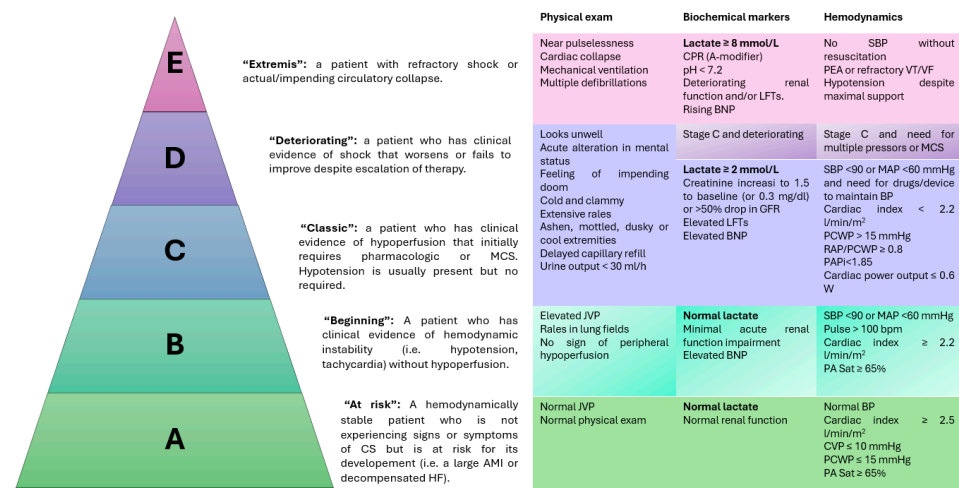 E
“Extremis”: a patient with refractory shock or
actual/impending circulatory collapse.
D
“Deteriorating”: a patient who has clinical
evidence of shock that worsens or fails to
improve despite escalation of therapy.
C
“Classic”: a patient who has clinical
evidence of hypoperfusion that initially
requires pharmacologic or MCS.
Hypotension is usually present but no
required.
B
“Beginning”: A patient who has
clinical evidence of hemodynamic
instability (i.e. hypotension,
tachycardia) without hypoperfusion.
A
“At risk”: A hemodynamically
stable patient who is not
experiencing signs or symptoms
of CS but is at risk for its
developement (i.e. a large AMI or
decompensated HF).
Physical exam
Biochemical markers
Hemodynamics
Near pulselessness
Cardiac collapse
Mechanical ventilation
Multiple defibrillations
Lactate ≥ 8 mmol/L
CPR (A-modifier)
pH < 7.2
Deteriorating renal
function and/or LFTs.
Rising BNP
No SBP without
resuscitation
PEA or refractory VT/VF
Hypotension despite
maximal support
Looks unwell
Acute alteration in mental
status
Feeling of impending
doom
Cold and clammy
Extensive rales
Ashen, mottled, dusky or
cool extremities
Delayed capillary refill
Urine output < 30 ml/h
Stage C and deteriorating
Stage C and need for
multiple pressors or MCS
Lactate ≥ 2 mmol/L
Creatinine increasi to 1.5
to baseline (or 0.3 mg/dl)
or >50% drop in GFR
Elevated LFTs
Elevated BNP
SBP <90 or MAP <60 mmHg
and need for drugs/device
to maintain BP
Cardiac index < 2.2
l/min/m²
PCWP > 15 mmHg
RAP/PCWP ≥ 0.8
PAPi<1.85
Cardiac power output ≤ 0.6
W
Elevated JVP
Rales in lung fields
No sign of peripheral
hypoperfusion
Normal lactate
Minimal acute renal
function impairment
Elevated BNP
SBP <90 or MAP <60 mmHg
Pulse > 100 bpm
Cardiac index ≥ 2.2
l/min/m²
PA Sat ≥ 65%
Normal JVP
Normal physical exam
Normal lactate
Normal renal function
Normal BP
Cardiac index ≥ 2.5
l/min/m²
CVP ≤ 10 mmHg
PCWP ≤ 15 mmHg
PA Sat ≥ 65%